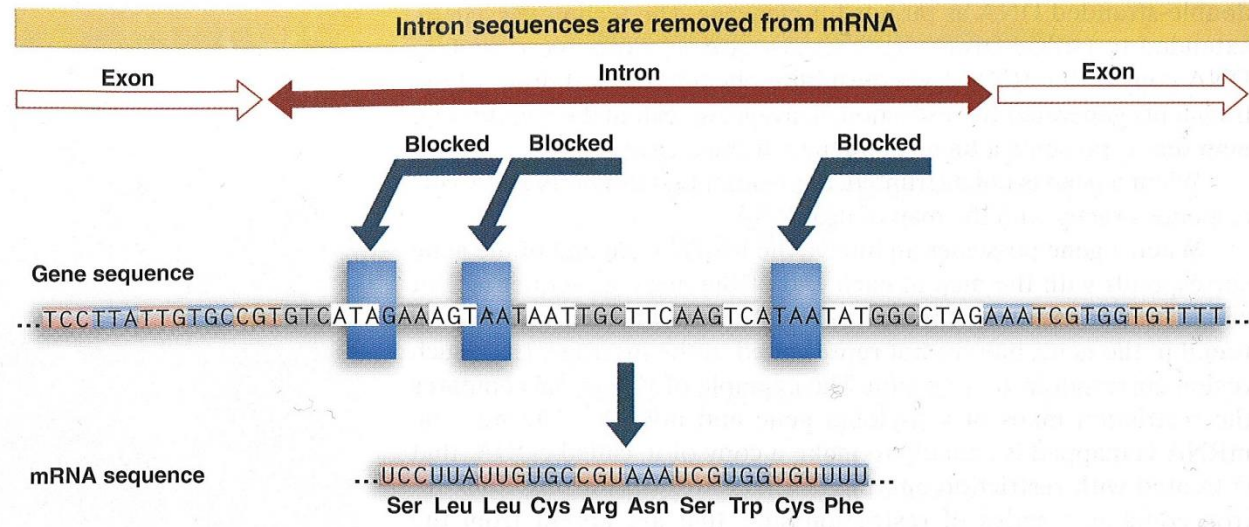 Intron sequences are removed from mRNA
Exon Intron Exon
Blocked Blocked Blocked
Gene sequence
...TCCTTATTGTGCCGTGTCATAGAAAGTAATAATTGCTTCAAGTCATAATATGGCCTAGAAATCGTGGTGTTTT...
mRNA sequence
...UCCUUAUUGUGCCGUAAAUCGUGGUGUUUU...
Ser Leu Leu Cys Arg Asn Ser Trp Cys Phe